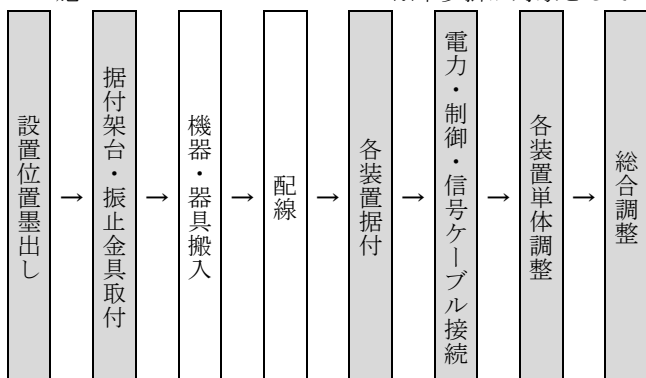 設置位置墨出し
→
据付架台・振止金具取付
→
機器・器具搬入
→
配線
→
各装置据付
→
電力・制御・信号ケーブル接続
→
各装置単体調整
→
総合調整